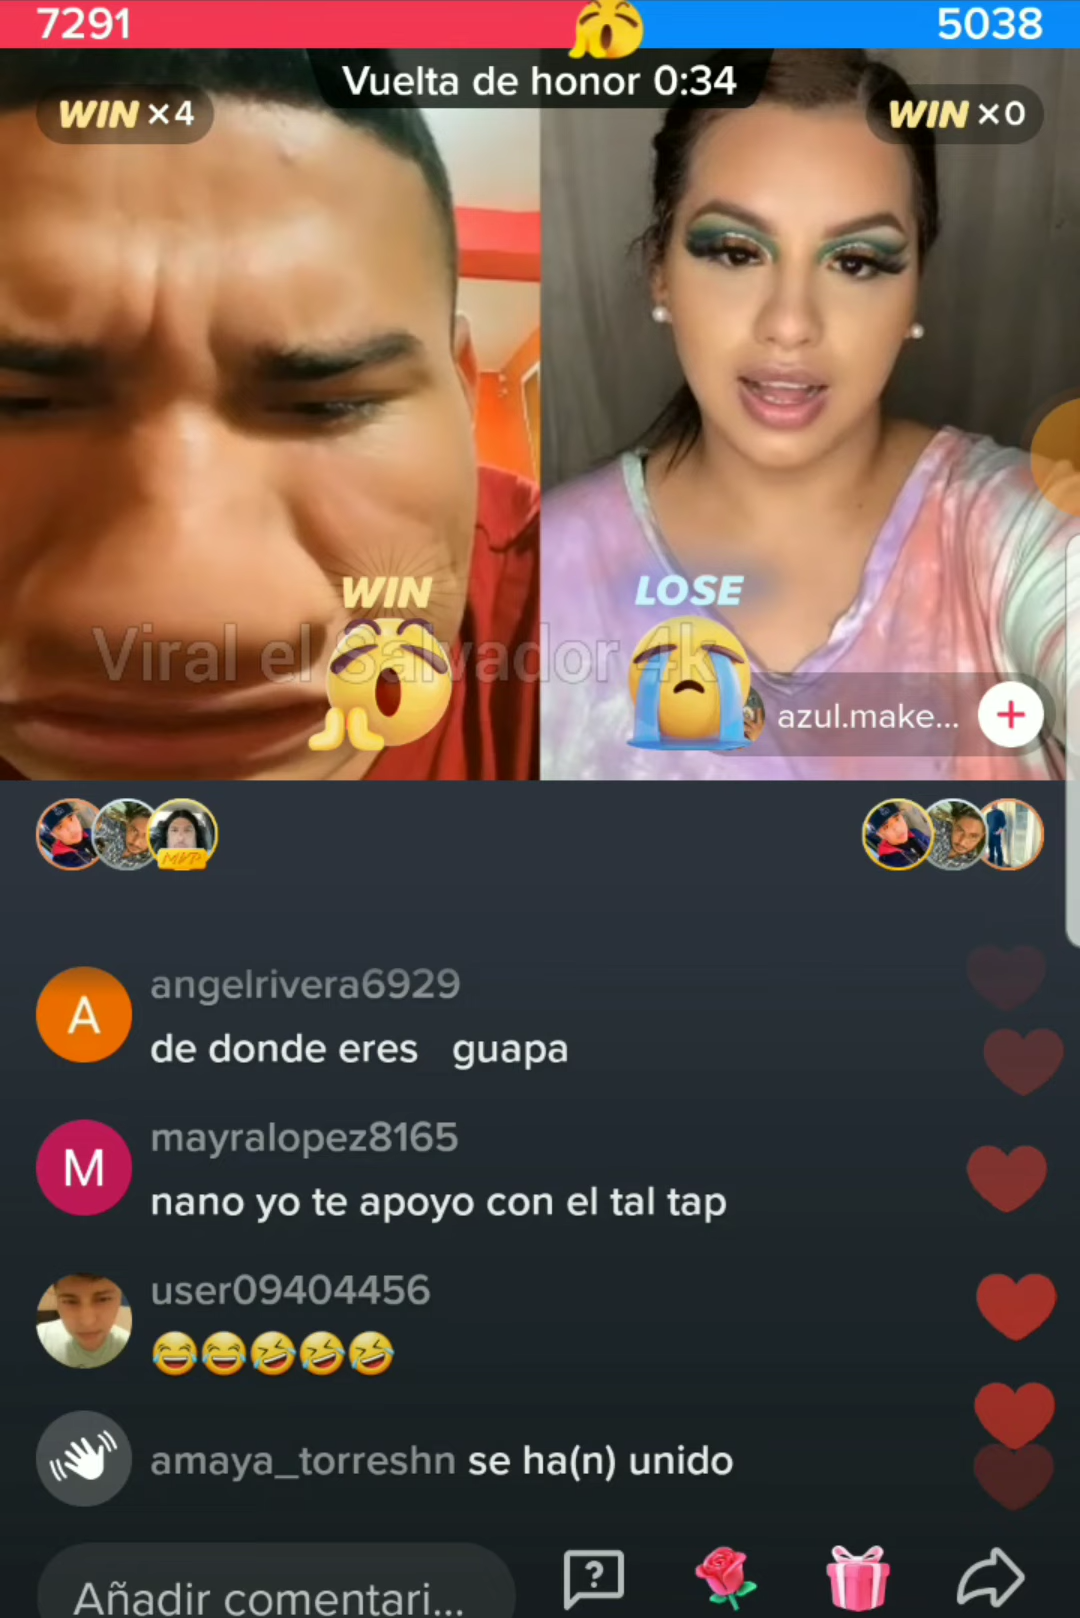 7291
5038
Vuelta de honor 0:34
WIN ×4
WIN ×0
WIN
LOSE
Viral el Salvador 4k
azul.make...
MVP
A
angelrivera6929
de donde eres guapa
M
mayralopez8165
nano yo te apoyo con el tal tap
user09404456
😂😂🤣🤣🤣
amaya_torreshn se ha(n) unido
Añadir comentari...
?